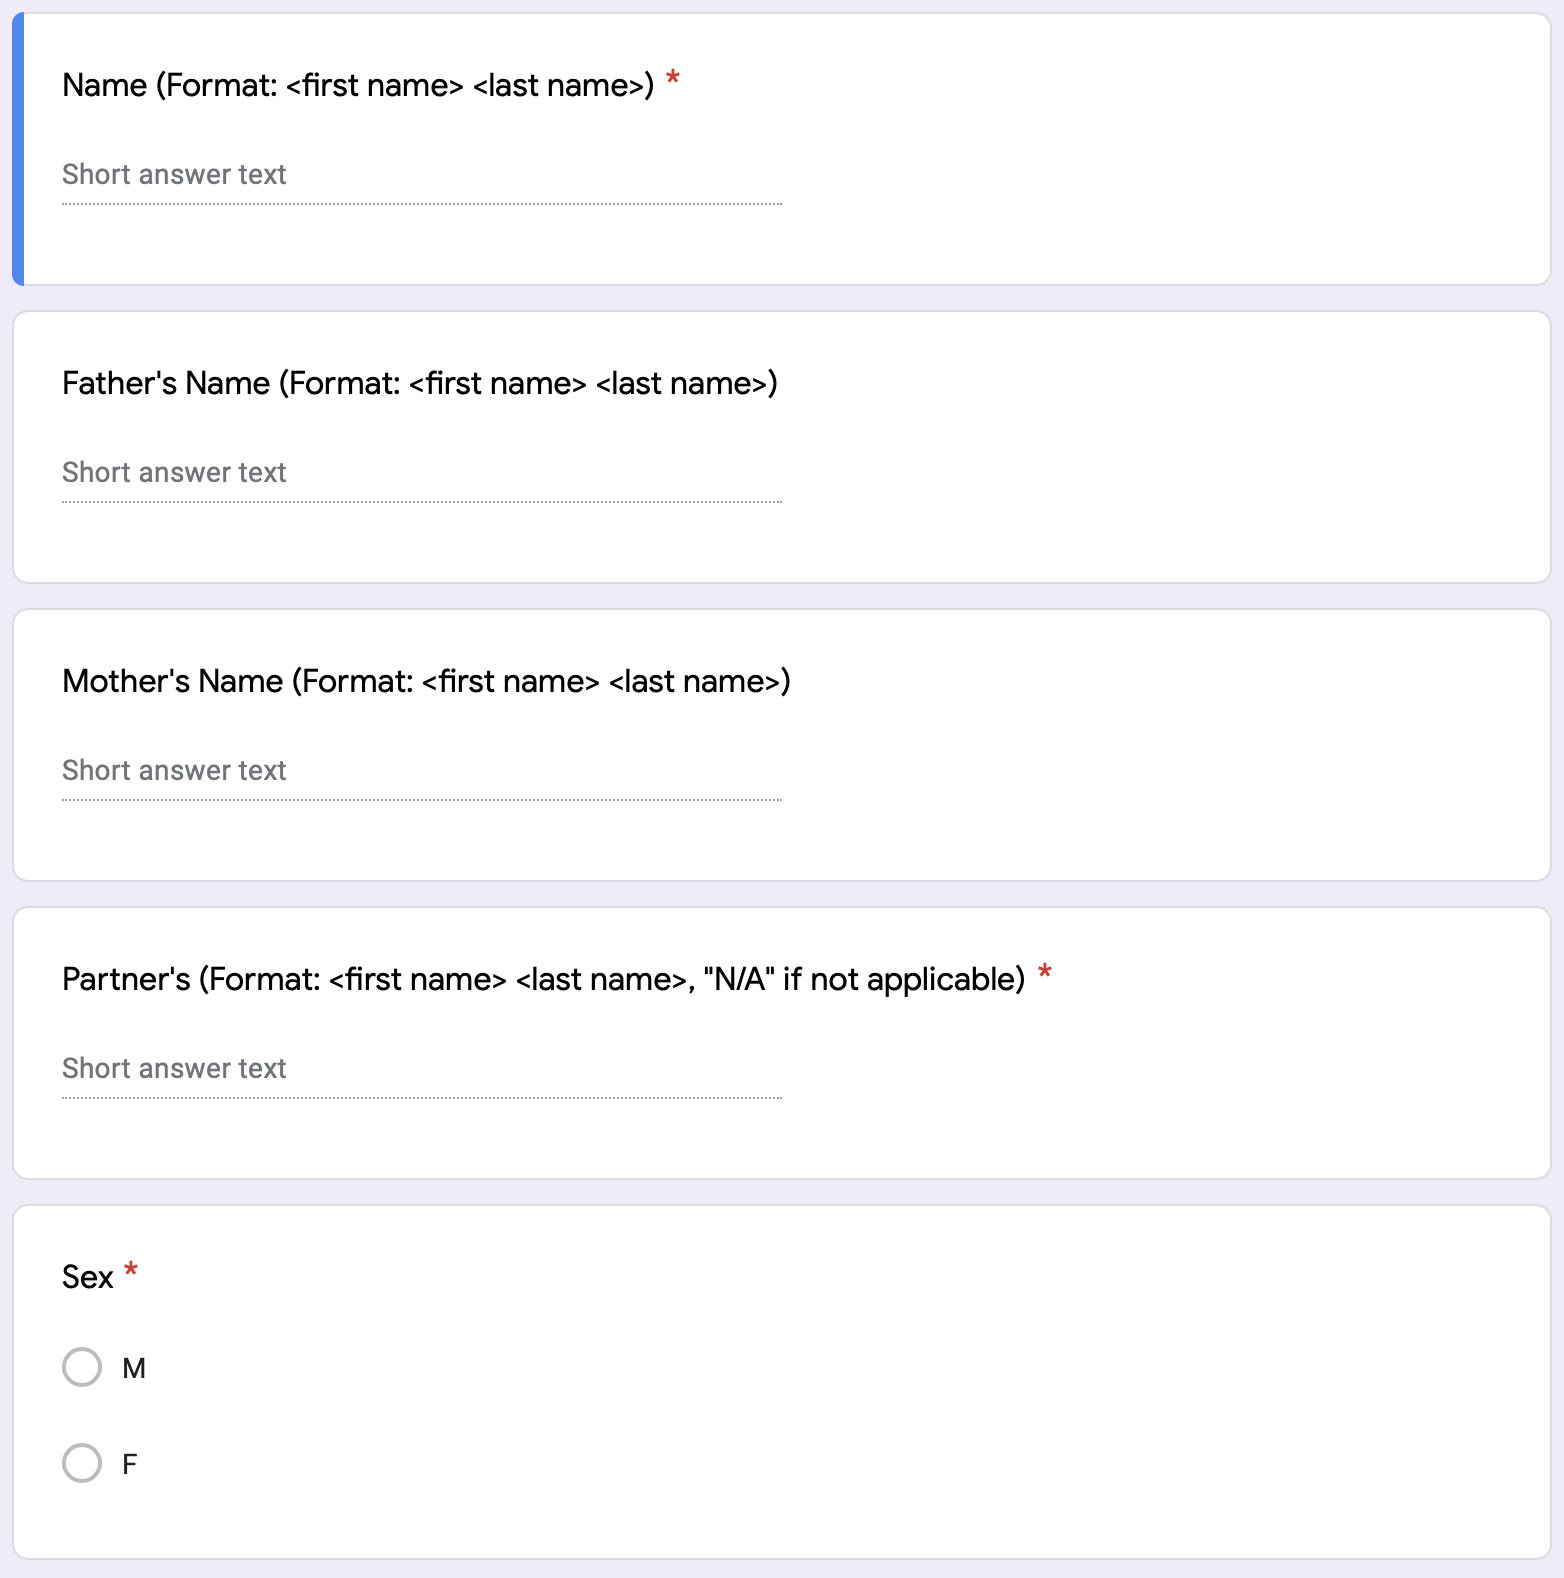 Name (Format: <first name> <last name>) *
Short answer text
Father's Name (Format: <first name> <last name>)
Short answer text
Mother's Name (Format: <first name> <last name>)
Short answer text
Partner's (Format: <first name> <last name>, "N/A" if not applicable) *
Short answer text
Sex *
M
F